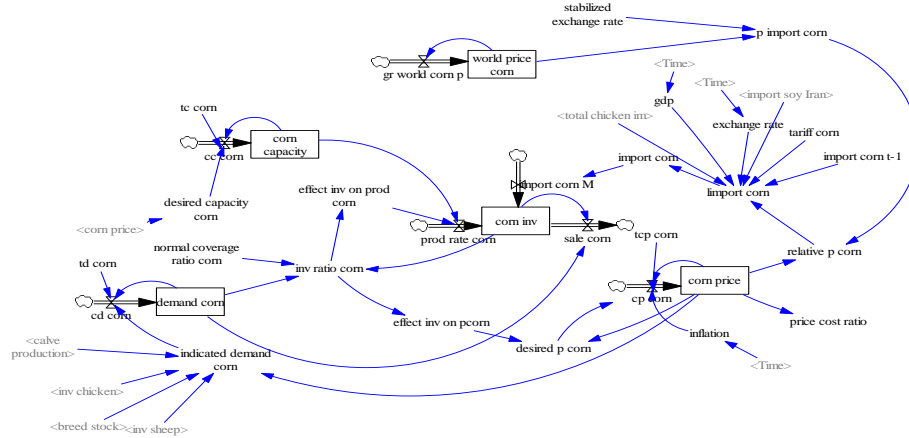 stabilized
exchange rate
p import corn
world price
corn
gr world corn p
<Time>
<Time>
gdp
<import soy Iran>
<total chicken im>
exchange rate
tariff corn
tc corn
corn
capacity
cc corn
import corn
import corn t-1
effect inv on prod
corn
import corn M
limport corn
desired capacity
corn
<corn price>
corn inv
prod rate corn
sale corn
tcp corn
normal coverage
ratio corn
relative p corn
td corn
inv ratio corn
corn price
demand corn
cp corn
cd corn
effect inv on pcorn
price cost ratio
inflation
<calve
production>
indicated demand
corn
desired p corn
<Time>
<inv chicken>
<breed stock>
<inv sheep>